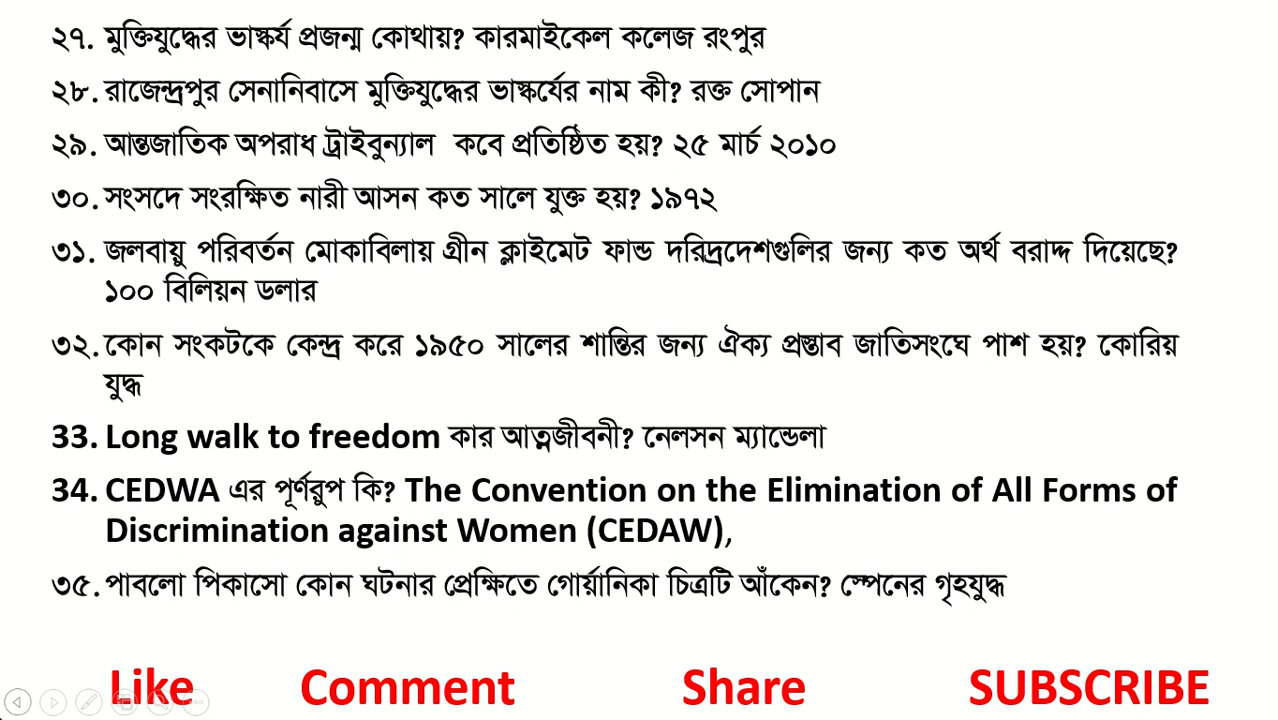 ২৭. মুক্তিযুদ্ধের ভাস্কর্য প্রজন্ম কোথায়? কারমাইকেল কলেজ রংপুর
২৮. রাজেন্দ্রপুর সেনানিবাসে মুক্তিযুদ্ধের ভাস্কর্যের নাম কী? রক্ত সোপান
২৯. আন্তজাতিক অপরাধ ট্রাইবুন্যাল কবে প্রতিষ্ঠিত হয়? ২৫ মার্চ ২০১০
৩০. সংসদে সংরক্ষিত নারী আসন কত সালে যুক্ত হয়? ১৯৭২
৩১. জলবায়ু পরিবর্তন মোকাবিলায় গ্রীন ক্লাইমেট ফান্ড দরিদ্রদেশগুলির জন্য কত অর্থ বরাদ্দ দিয়েছে?
১০০ বিলিয়ন ডলার
৩২. কোন সংকটকে কেন্দ্র করে ১৯৫০ সালের শান্তির জন্য ঐক্য প্রস্তাব জাতিসংঘে পাশ হয়? কোরিয়
যুদ্ধ
33. Long walk to freedom কার আত্নজীবনী? নেলসন ম্যান্ডেলা
34. CEDWA এর পূর্ণরুপ কি? The Convention on the Elimination of All Forms of
Discrimination against Women (CEDAW),
৩৫. পাবলো পিকাসো কোন ঘটনার প্রেক্ষিতে গোর্য়ানিকা চিত্রটি আঁকেন? স্পেনের গৃহযুদ্ধ
Like Comment Share SUBSCRIBE